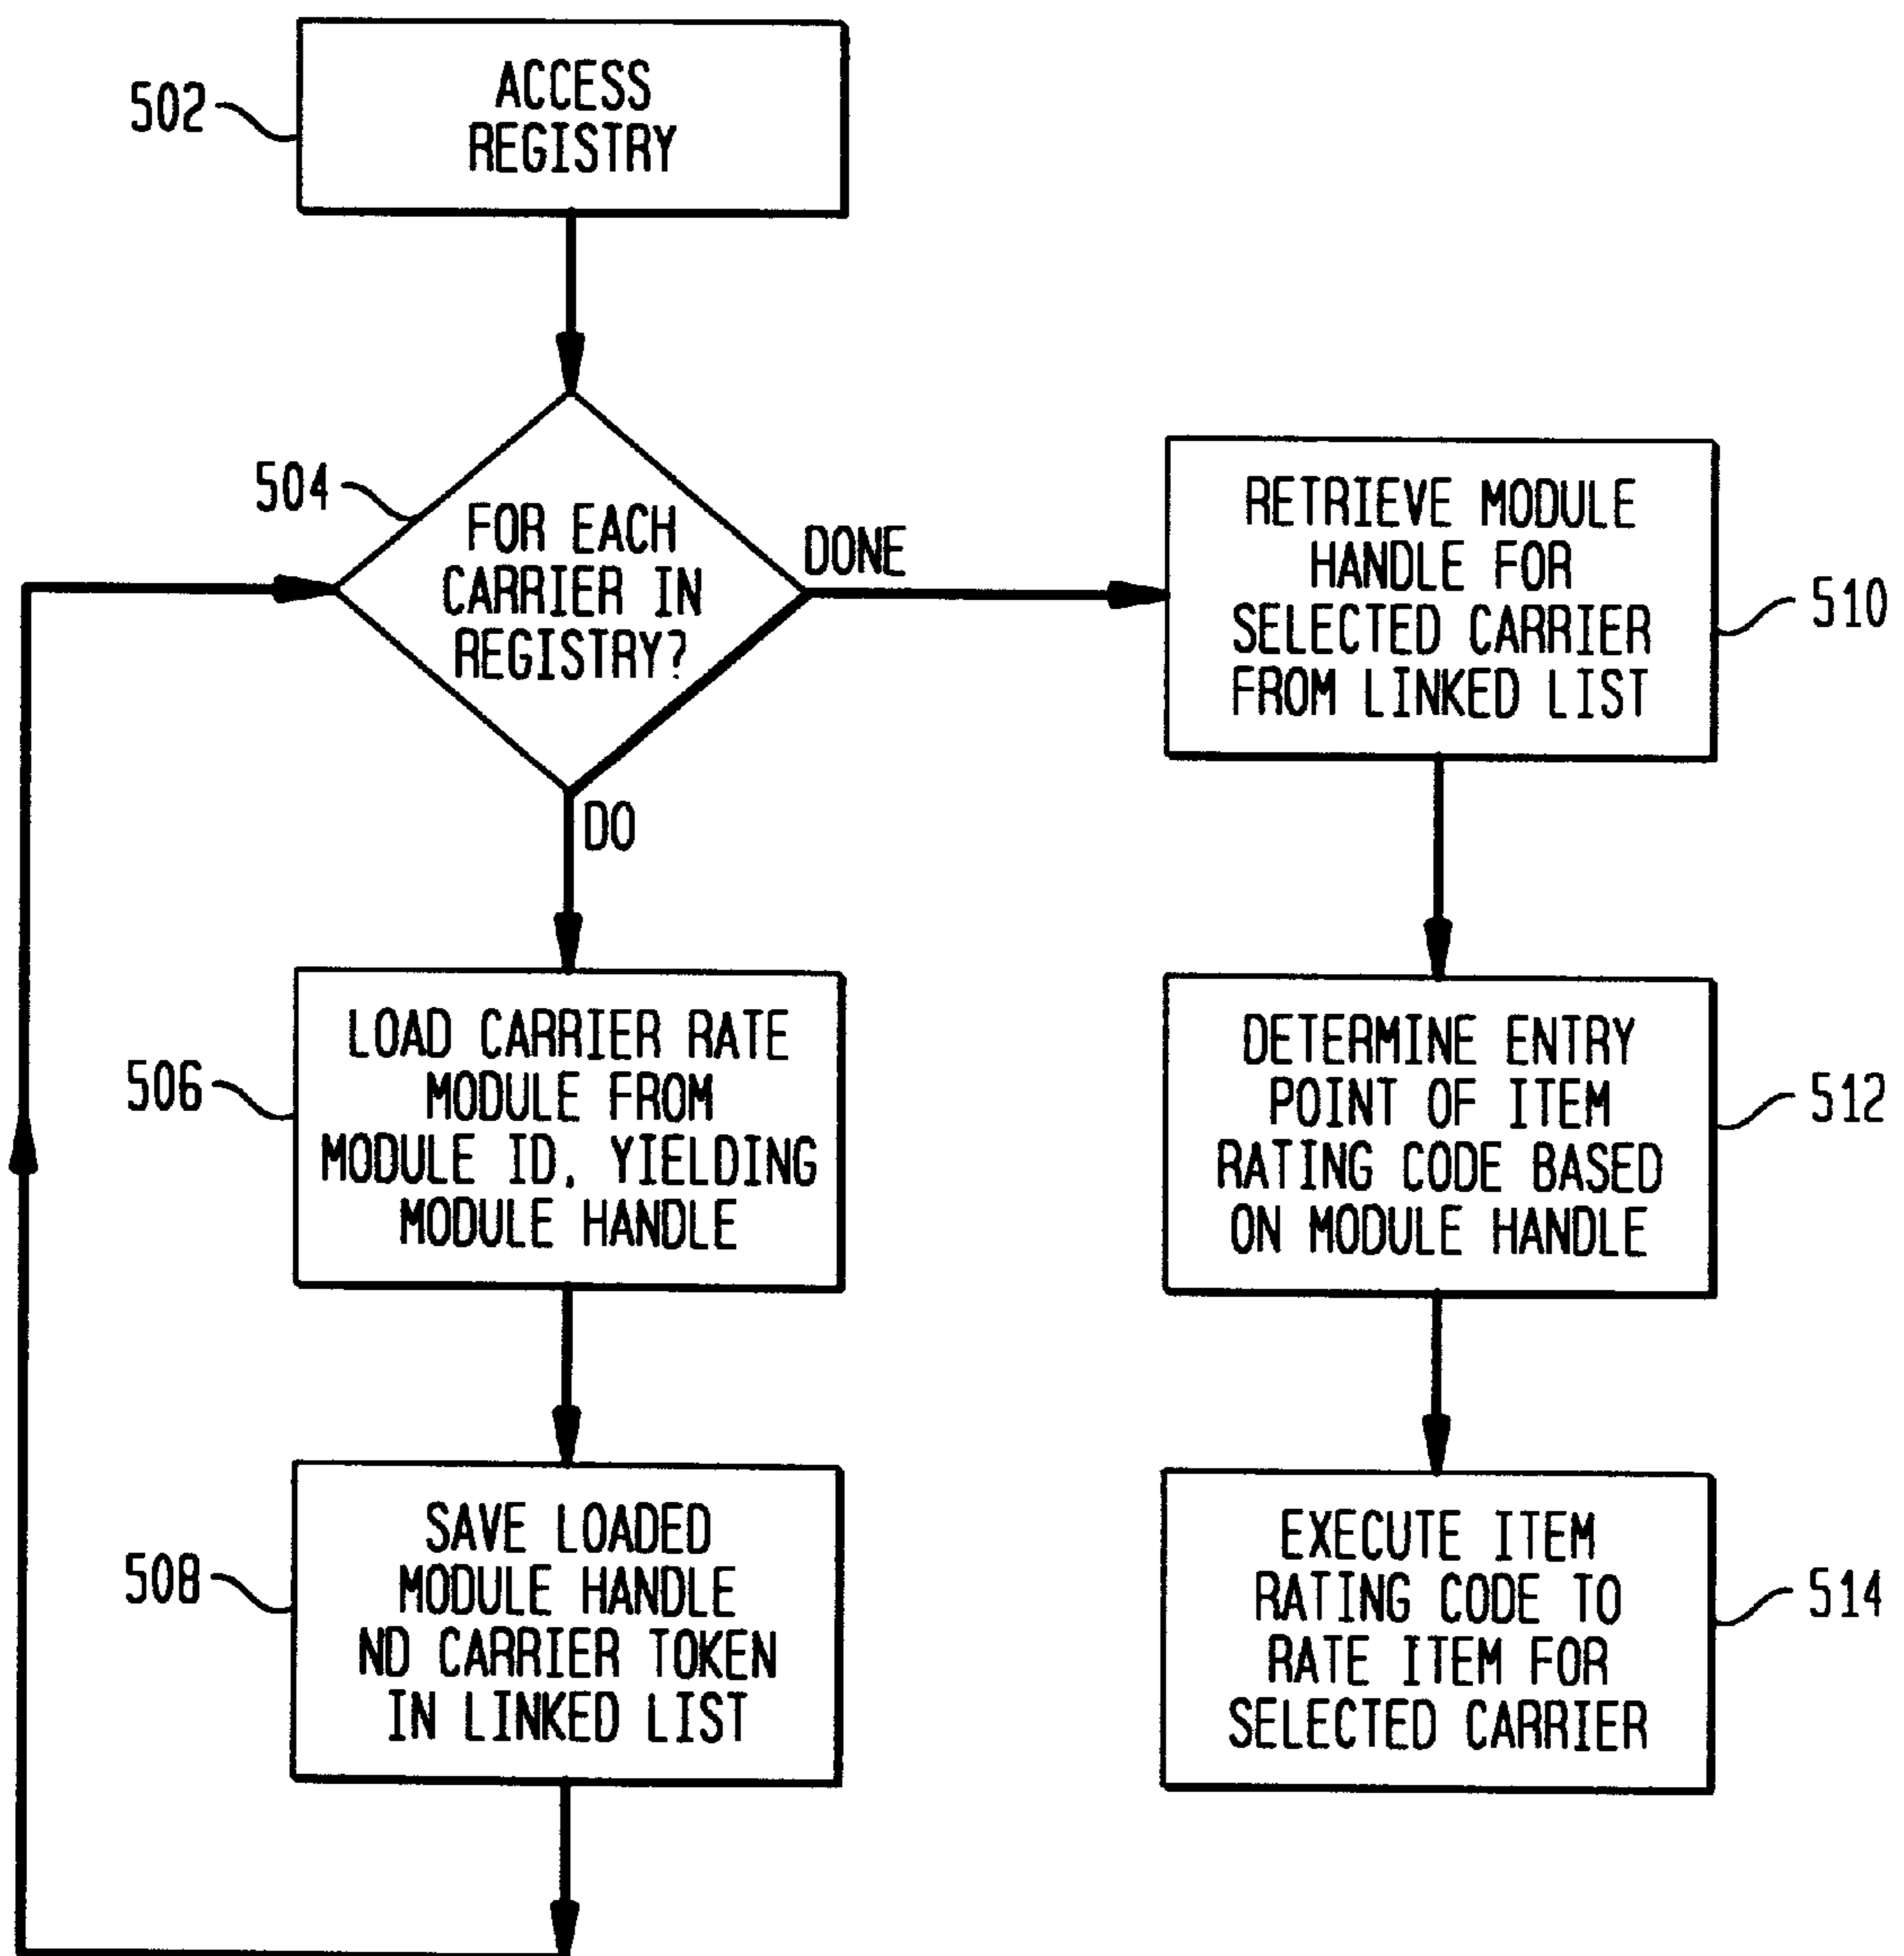 502
ACCESS
REGISTRY
504
FOR EACH
CARRIER IN
REGISTRY?
DONE
DO
506
LOAD CARRIER RATE
MODULE FROM
MODULE ID, YIELDING
MODULE HANDLE
508
SAVE LOADED
MODULE HANDLE
ND CARRIER TOKEN
IN LINKED LIST
RETRIEVE MODULE
HANDLE FOR
SELECTED CARRIER
FROM LINKED LIST
510
DETERMINE ENTRY
POINT OF ITEM
RATING CODE BASED
ON MODULE HANDLE
512
EXECUTE ITEM
RATING CODE TO
RATE ITEM FOR
SELECTED CARRIER
514